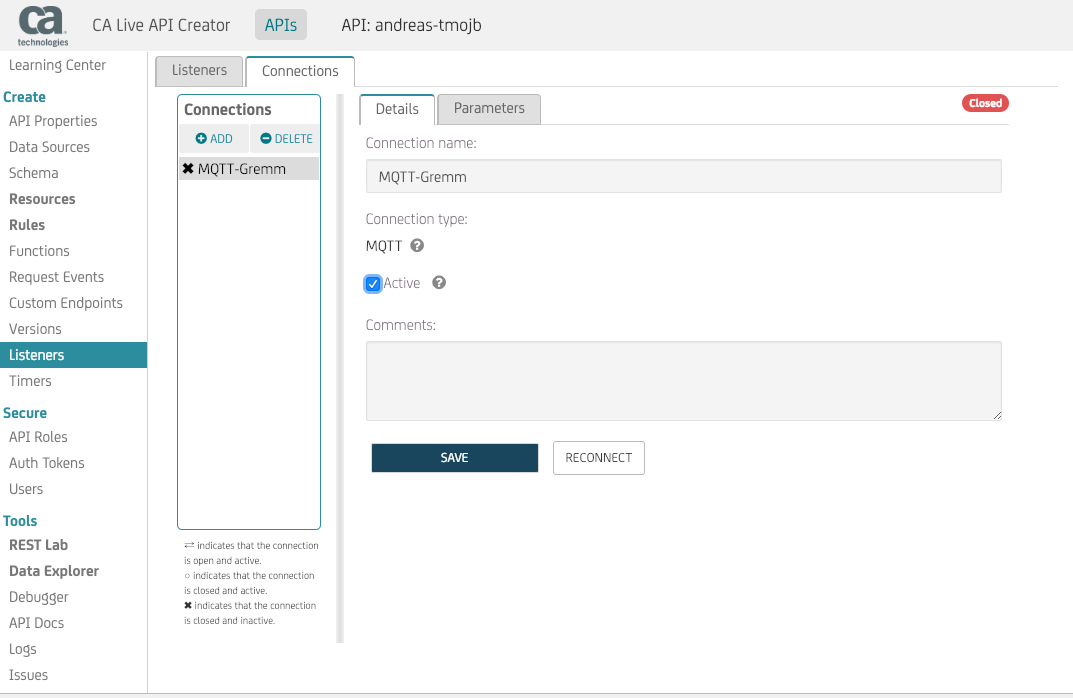 ca
technologies
CA Live API Creator
APIs
API: andreas-tmojb
Learning Center
Create
API Properties
Data Sources
Schema
Resources
Rules
Functions
Request Events
Custom Endpoints
Versions
Listeners
Timers
Secure
API Roles
Auth Tokens
Users
Tools
REST Lab
Data Explorer
Debugger
API Docs
Logs
Issues
Listeners
Connections
Connections
ADD
DELETE
✖ MQTT-Gremm
⇄ indicates that the connection
is open and active.
○ indicates that the connection
is closed and active.
✖ indicates that the connection
is closed and inactive.
Details
Parameters
Closed
Connection name:
MQTT-Gremm
Connection type:
MQTT ?
Active ?
Comments:
SAVE
RECONNECT